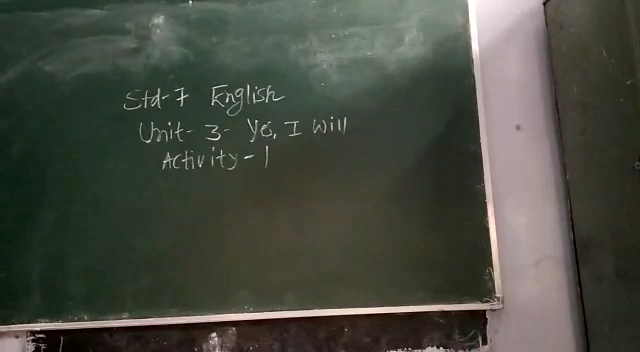 Std-7 English
Unit-3- Yes, I Will
Activity-1